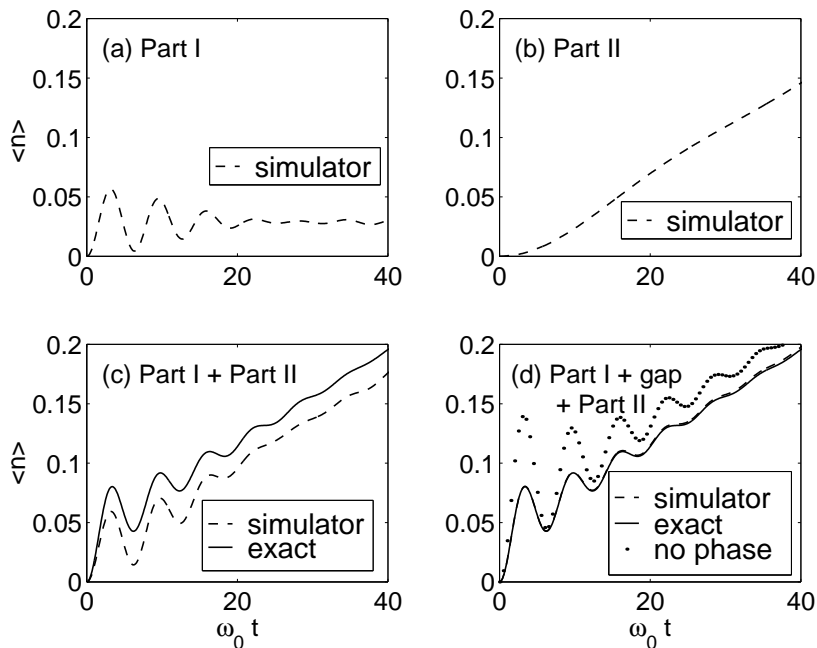 (a) Part I
0.2
0.15
0.1
0.05
0
<n>
simulator
0
20
40
(b) Part II
0.2
0.15
0.1
0.05
0
simulator
0
20
40
(c) Part I + Part II
0.2
0.15
0.1
0.05
0
<n>
simulator
exact
0
20
40
ω0 t
(d) Part I + gap
+ Part II
0.2
0.15
0.1
0.05
0
simulator
exact
no phase
0
20
40
ω0 t